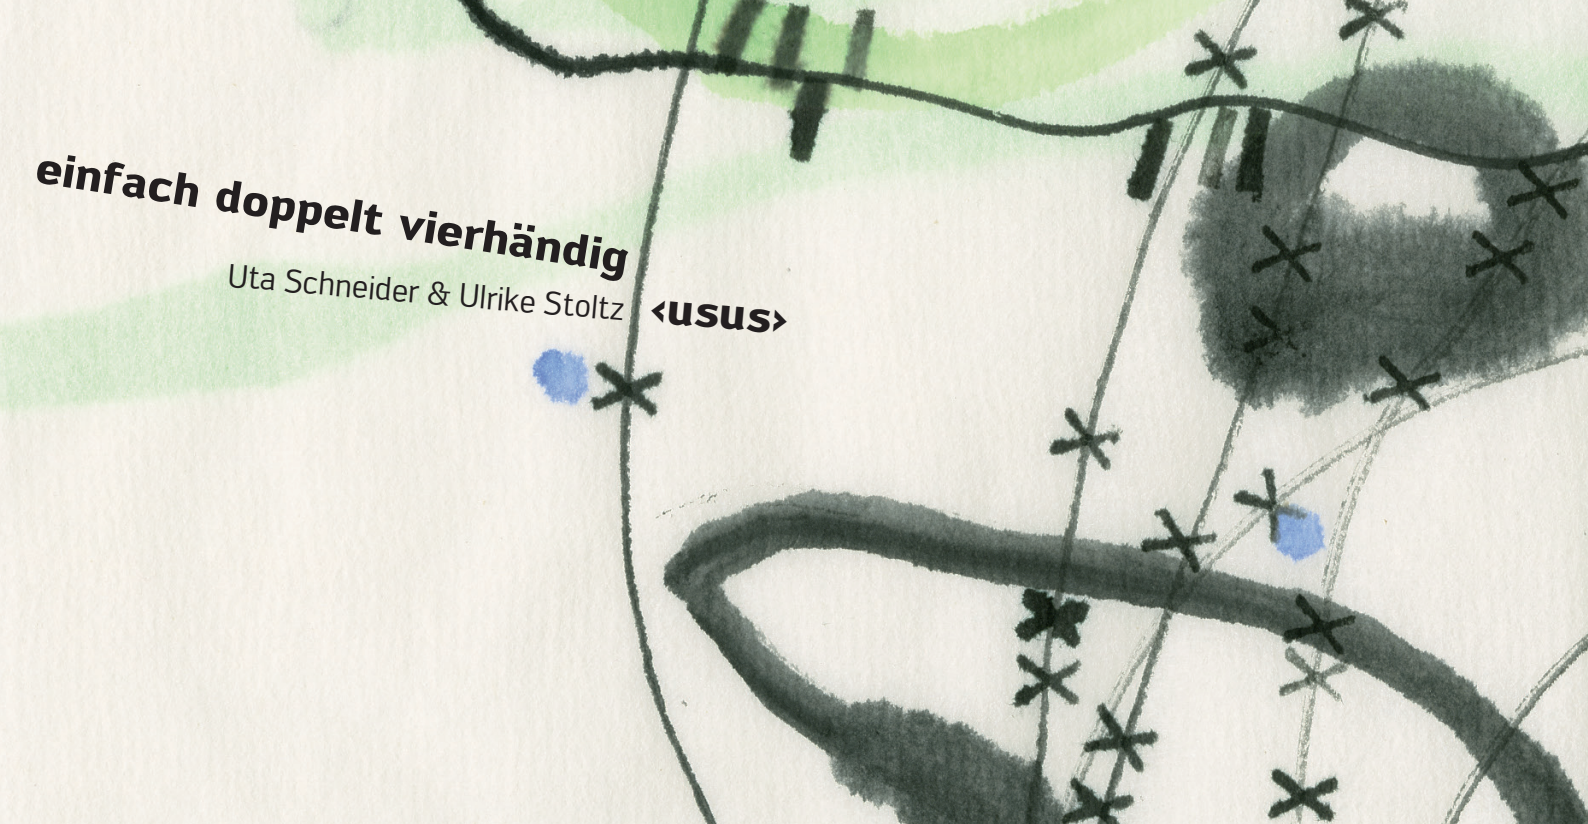 einfach doppelt vierhändig
Uta Schneider & Ulrike Stoltz ‹usus›